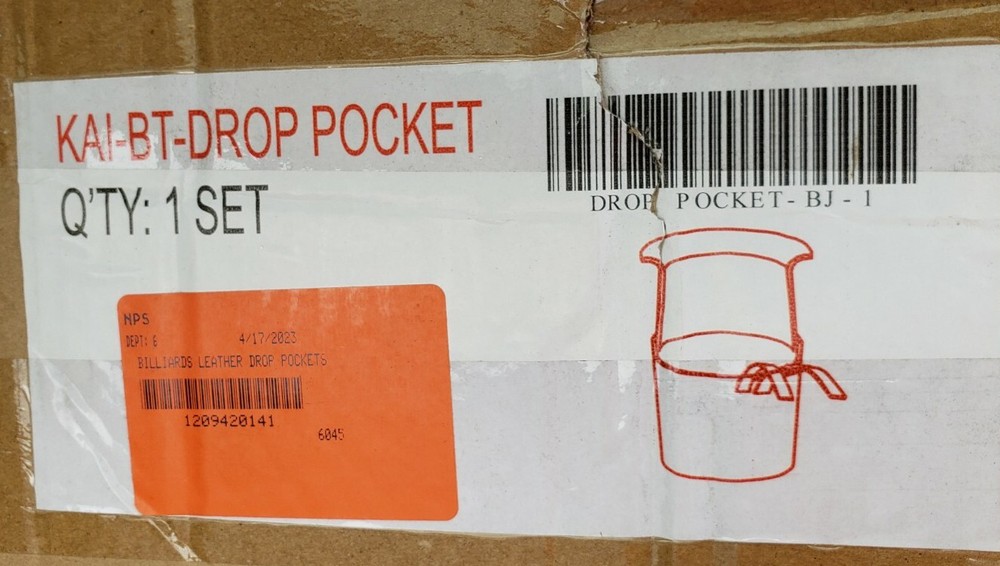 KAI-BT-DROP POCKET
Q'TY: 1 SET
DROP POCKET-BJ-1
NPS
DEPT: 6 4/17/2023
BILLIARDS LEATHER DROP POCKETS
1209420141
6045